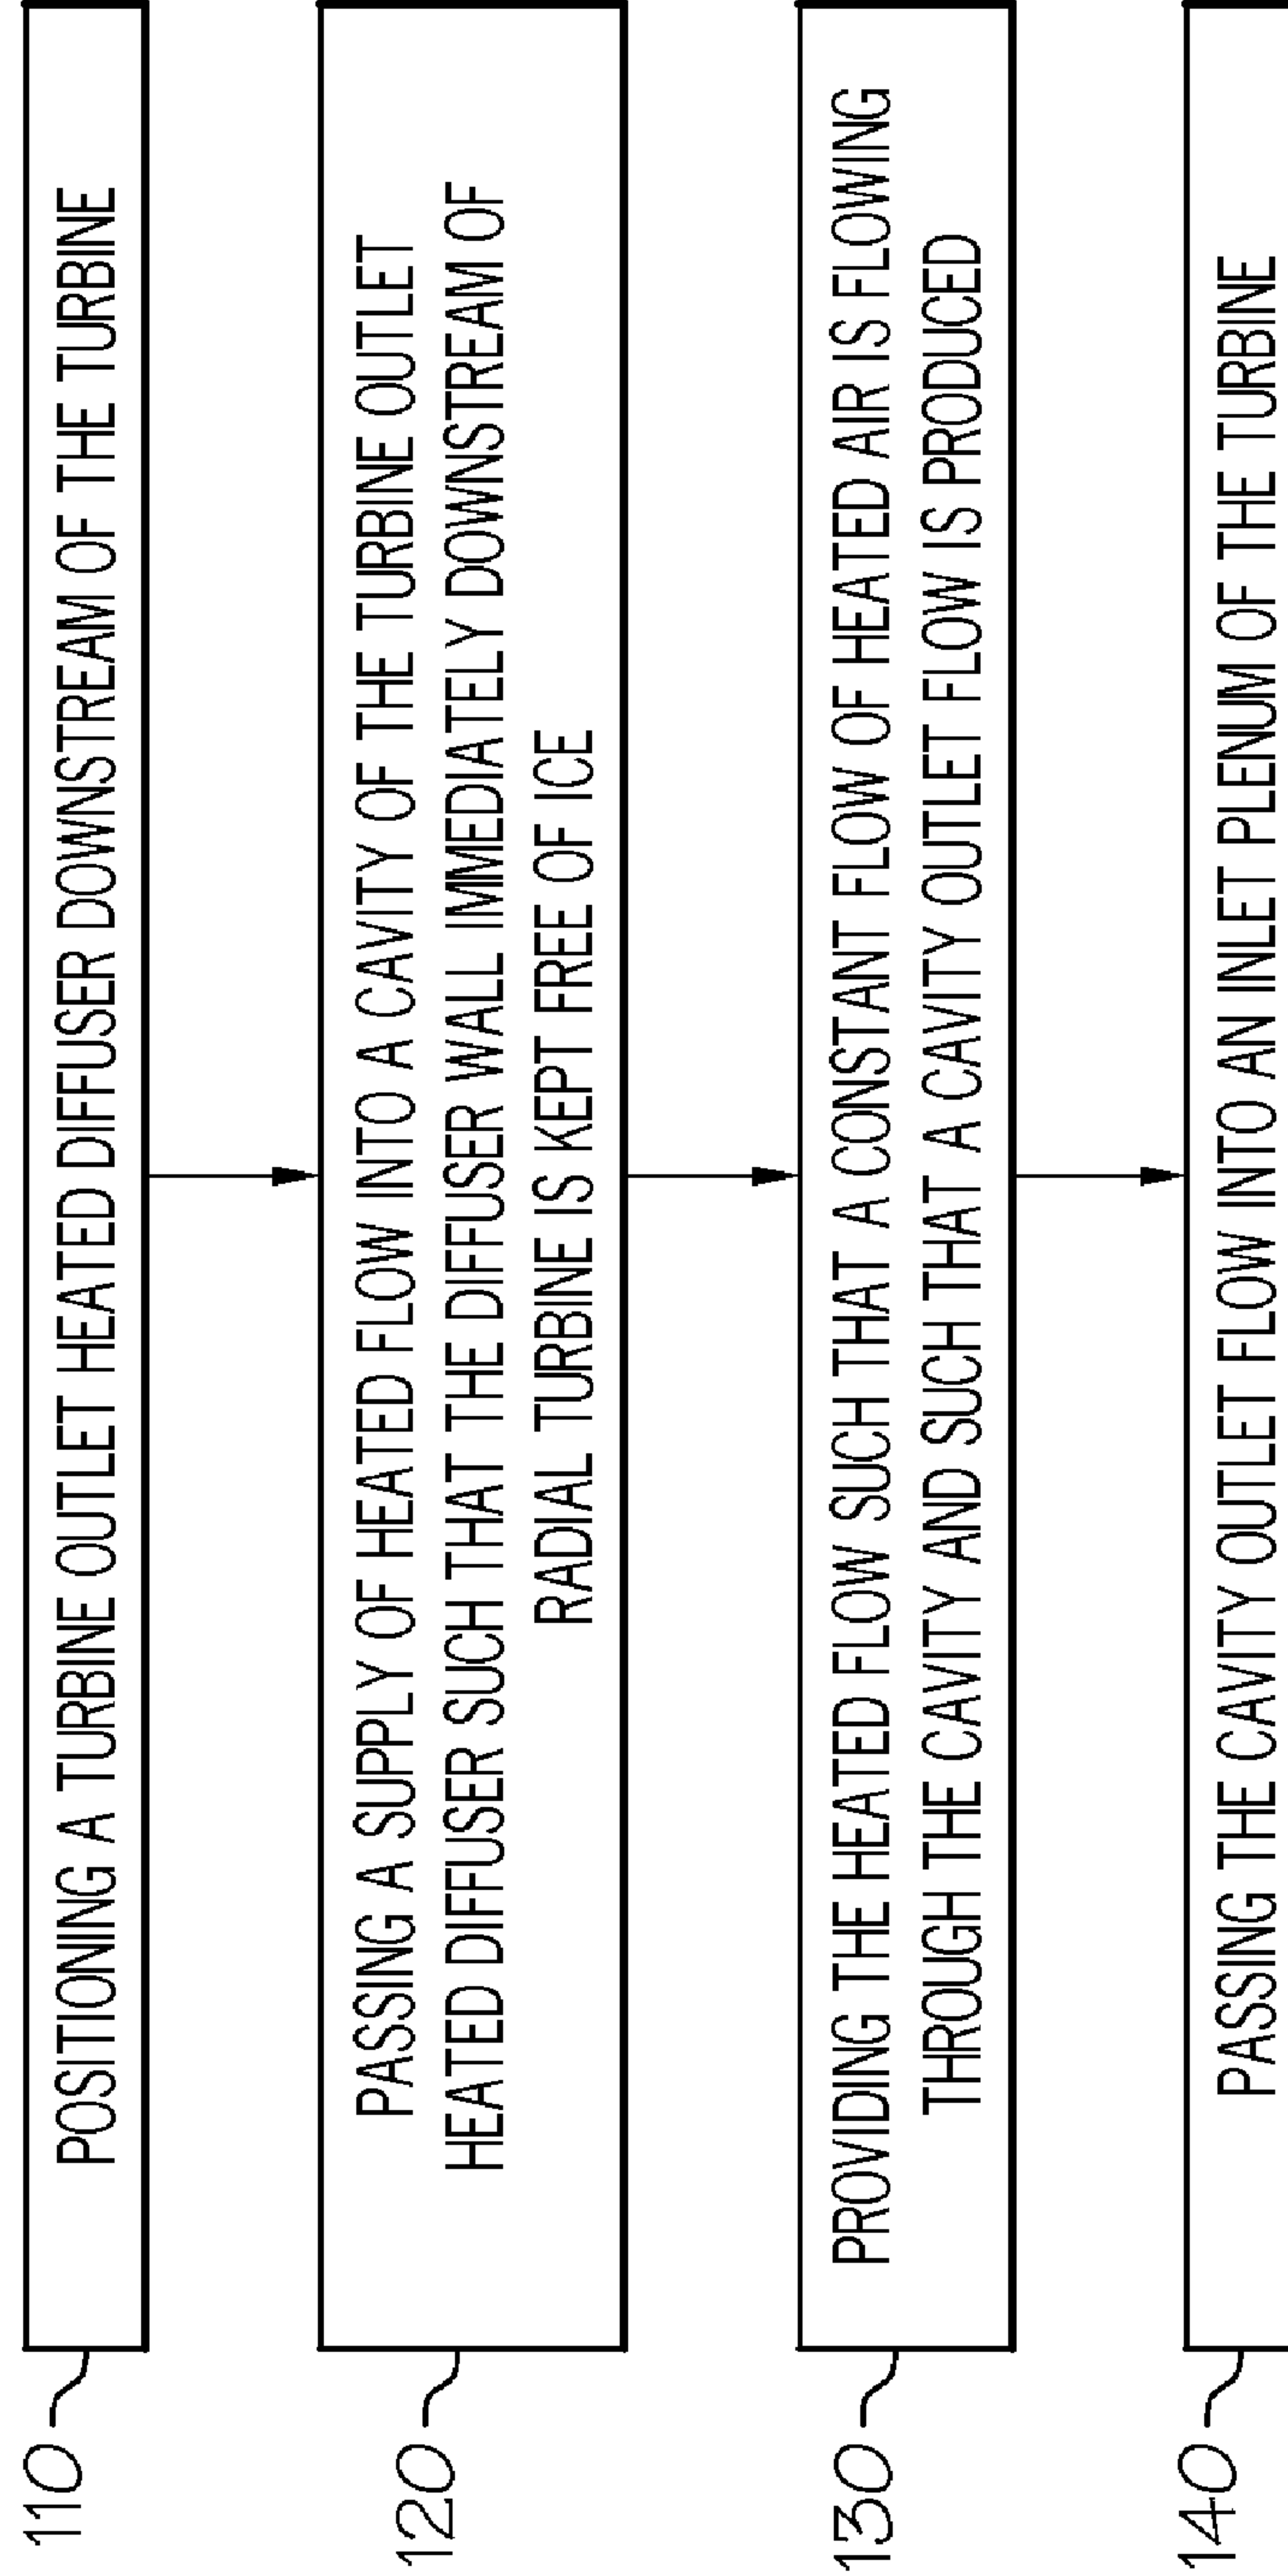 110
POSITIONING A TURBINE OUTLET HEATED DIFFUSER DOWNSTREAM OF THE TURBINE
120
PASSING A SUPPLY OF HEATED FLOW INTO A CAVITY OF THE TURBINE OUTLET
HEATED DIFFUSER SUCH THAT THE DIFFUSER WALL IMMEDIATELY DOWNSTREAM OF
RADIAL TURBINE IS KEPT FREE OF ICE
130
PROVIDING THE HEATED FLOW SUCH THAT A CONSTANT FLOW OF HEATED AIR IS FLOWING
THROUGH THE CAVITY AND SUCH THAT A CAVITY OUTLET FLOW IS PRODUCED
140
PASSING THE CAVITY OUTLET FLOW INTO AN INLET PLENUM OF THE TURBINE